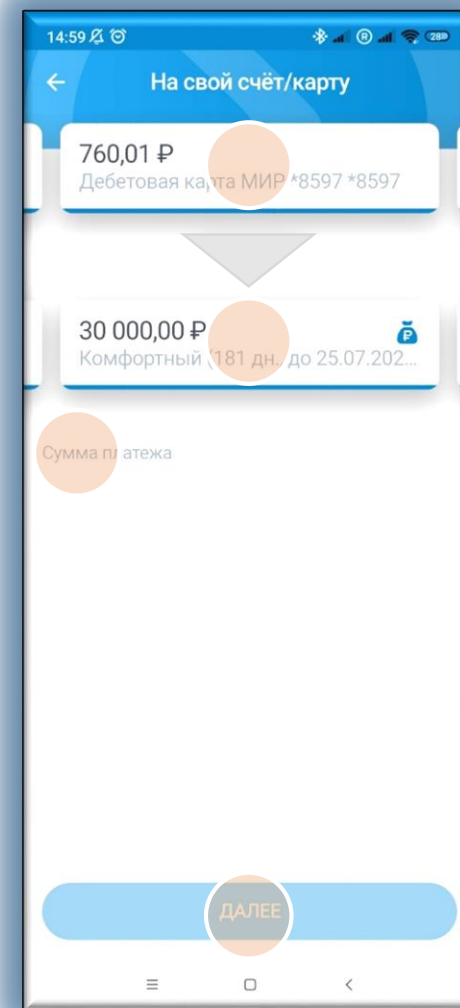 14:59
28
На свой счёт/карту
760,01 ₽
Дебетовая карта МИР *8597 *8597
30 000,00 ₽
Комфортный (181 дн. до 25.07.202...
Сумма платежа
ДАЛЕЕ